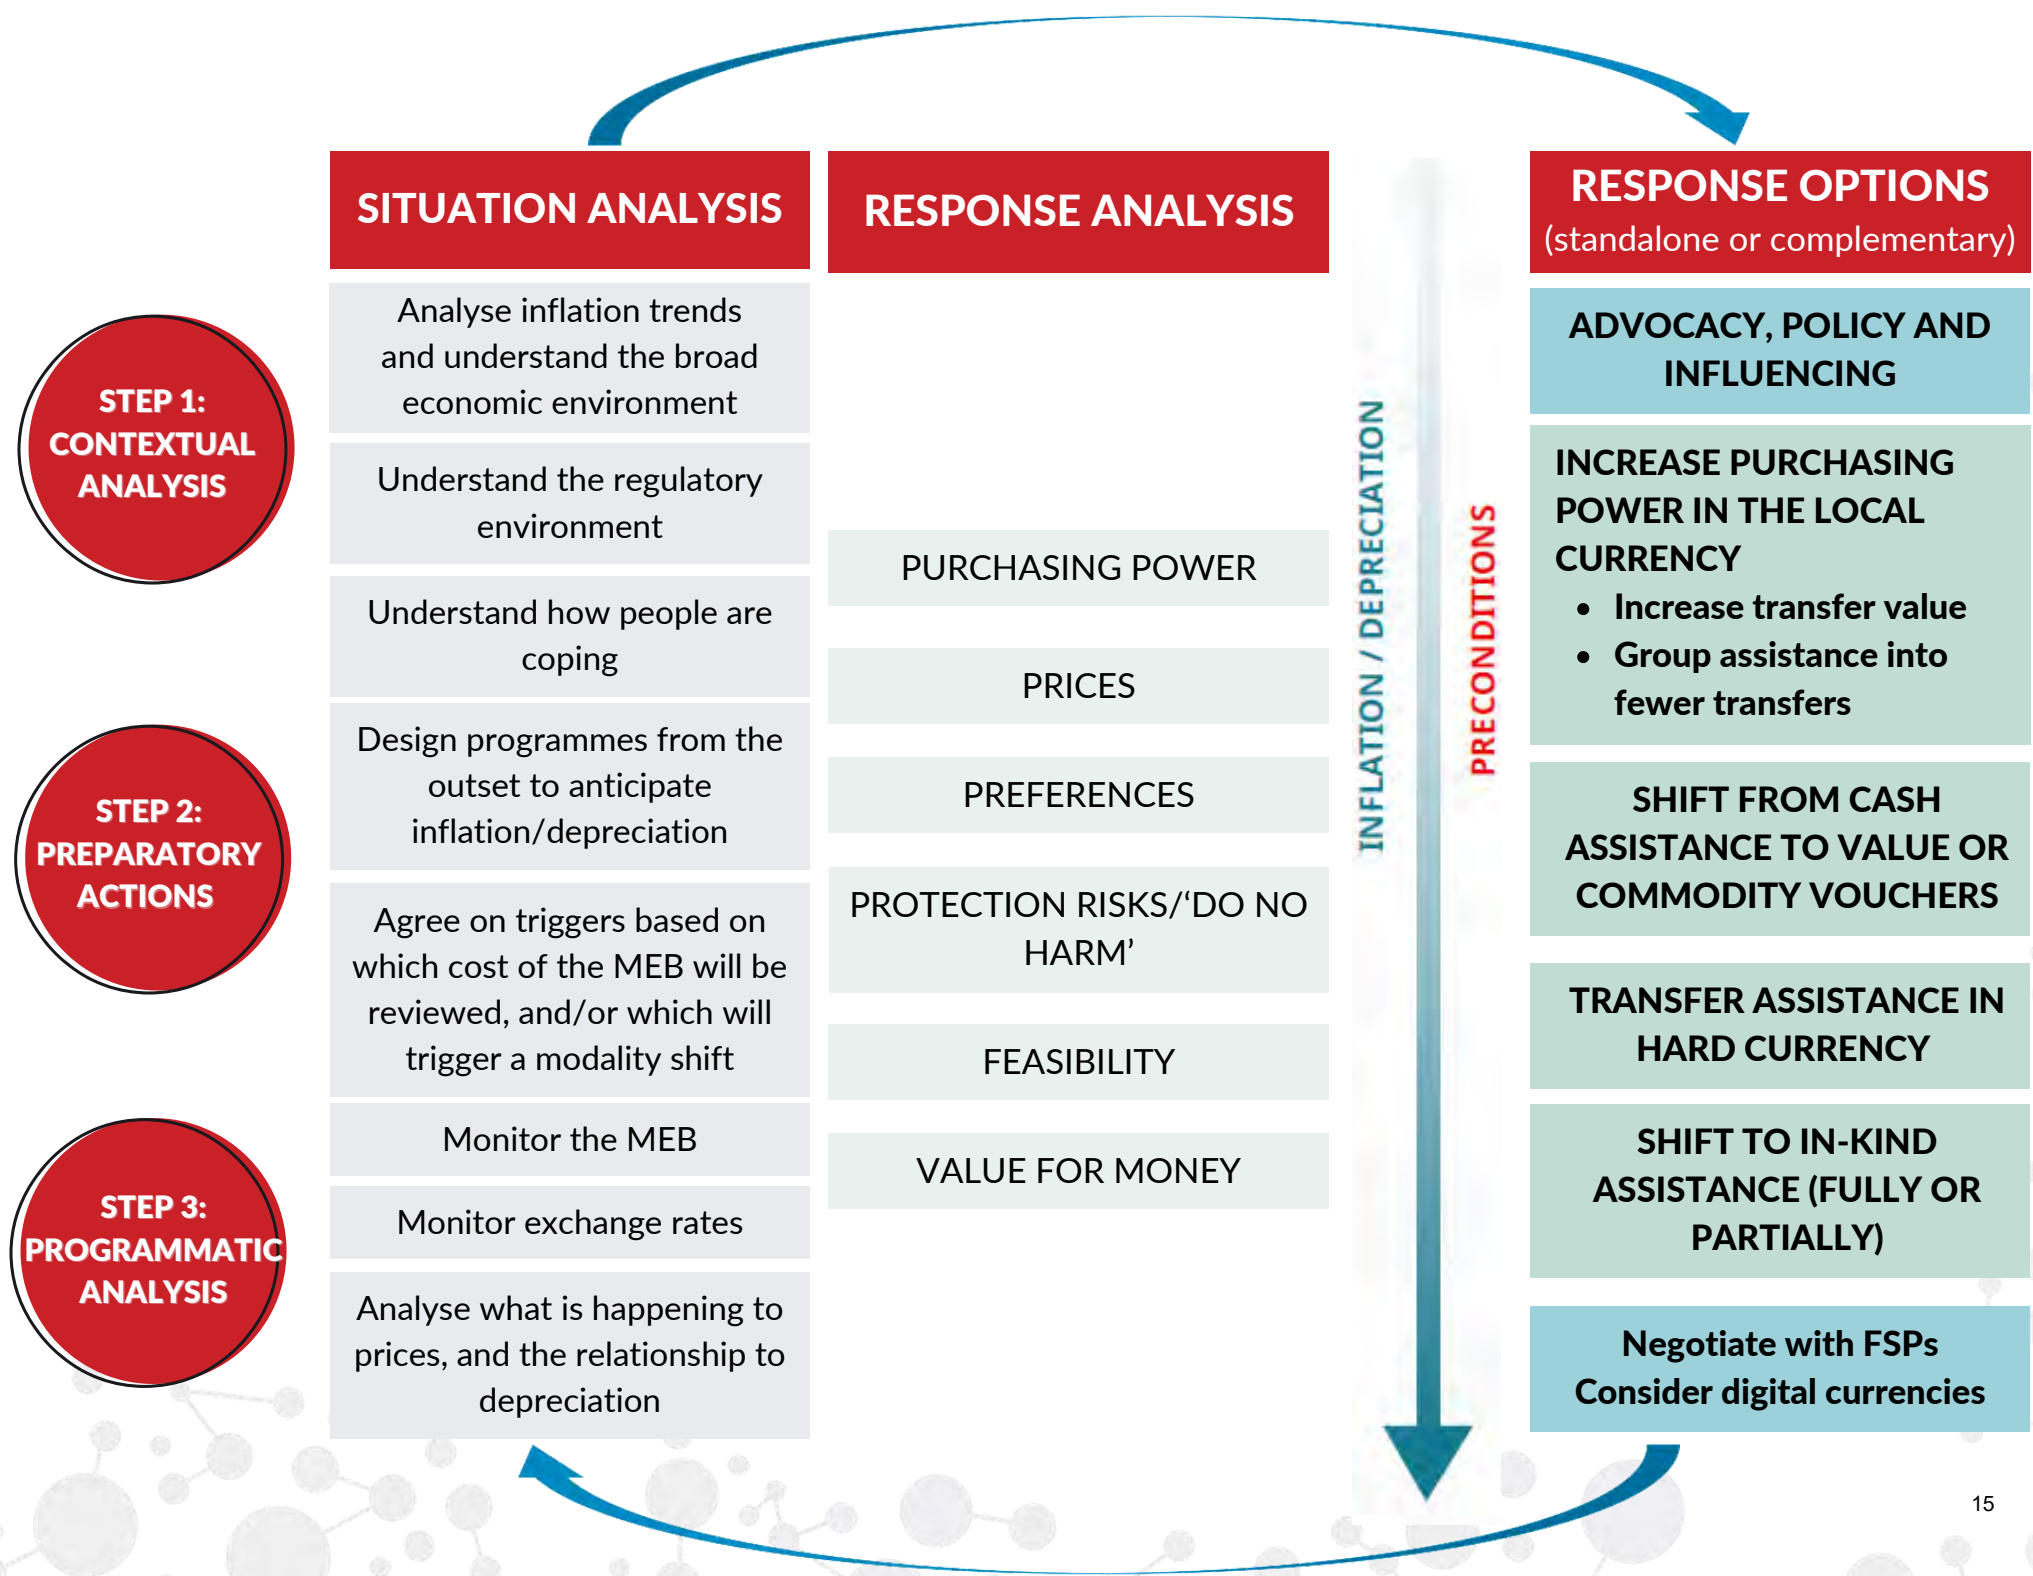 SITUATION ANALYSIS
RESPONSE ANALYSIS
RESPONSE OPTIONS
(standalone or complementary)
STEP 1:
CONTEXTUAL
ANALYSIS
STEP 2:
PREPARATORY
ACTIONS
STEP 3:
PROGRAMMATIC
ANALYSIS
Analyse inflation trends
and understand the broad
economic environment
Understand the regulatory
environment
Understand how people are
coping
Design programmes from the
outset to anticipate
inflation/depreciation
Agree on triggers based on
which cost of the MEB will be
reviewed, and/or which will
trigger a modality shift
Monitor the MEB
Monitor exchange rates
Analyse what is happening to
prices, and the relationship to
depreciation
PURCHASING POWER
PRICES
PREFERENCES
PROTECTION RISKS/‘DO NO
HARM’
FEASIBILITY
VALUE FOR MONEY
INFLATION / DEPRECIATION
PRECONDITIONS
ADVOCACY, POLICY AND
INFLUENCING
INCREASE PURCHASING
POWER IN THE LOCAL
CURRENCY
• Increase transfer value
• Group assistance into
fewer transfers
SHIFT FROM CASH
ASSISTANCE TO VALUE OR
COMMODITY VOUCHERS
TRANSFER ASSISTANCE IN
HARD CURRENCY
SHIFT TO IN-KIND
ASSISTANCE (FULLY OR
PARTIALLY)
Negotiate with FSPs
Consider digital currencies
15